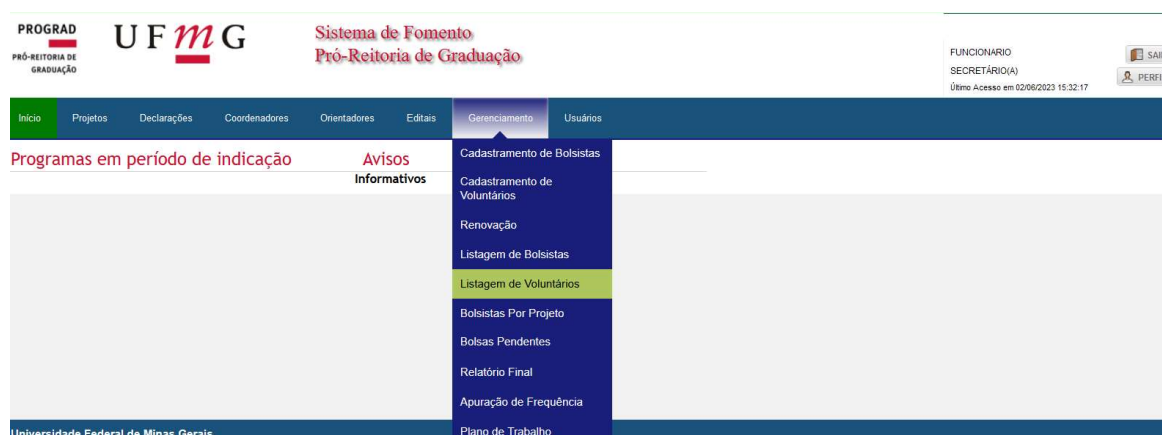 PROGRAD
PRÓ-REITORIA DE
GRADUAÇÃO
UFmG
Sistema de Fomento
Pró-Reitoria de Graduação
FUNCIONARIO
SECRETÁRIO(A)
Último Acesso em 02/06/2023 15:32:17
SAI
PERFI
Início Projetos Declarações Coordenadores Orientadores Editais Gerenciamento Usuários
Programas em período de indicação
Avisos
Informativos
Cadastramento de Bolsistas
Cadastramento de
Voluntários
Renovação
Listagem de Bolsistas
Listagem de Voluntários
Bolsistas Por Projeto
Bolsas Pendentes
Relatório Final
Apuração de Frequência
Plano de Trabalho
Universidade Federal de Minas Gerais